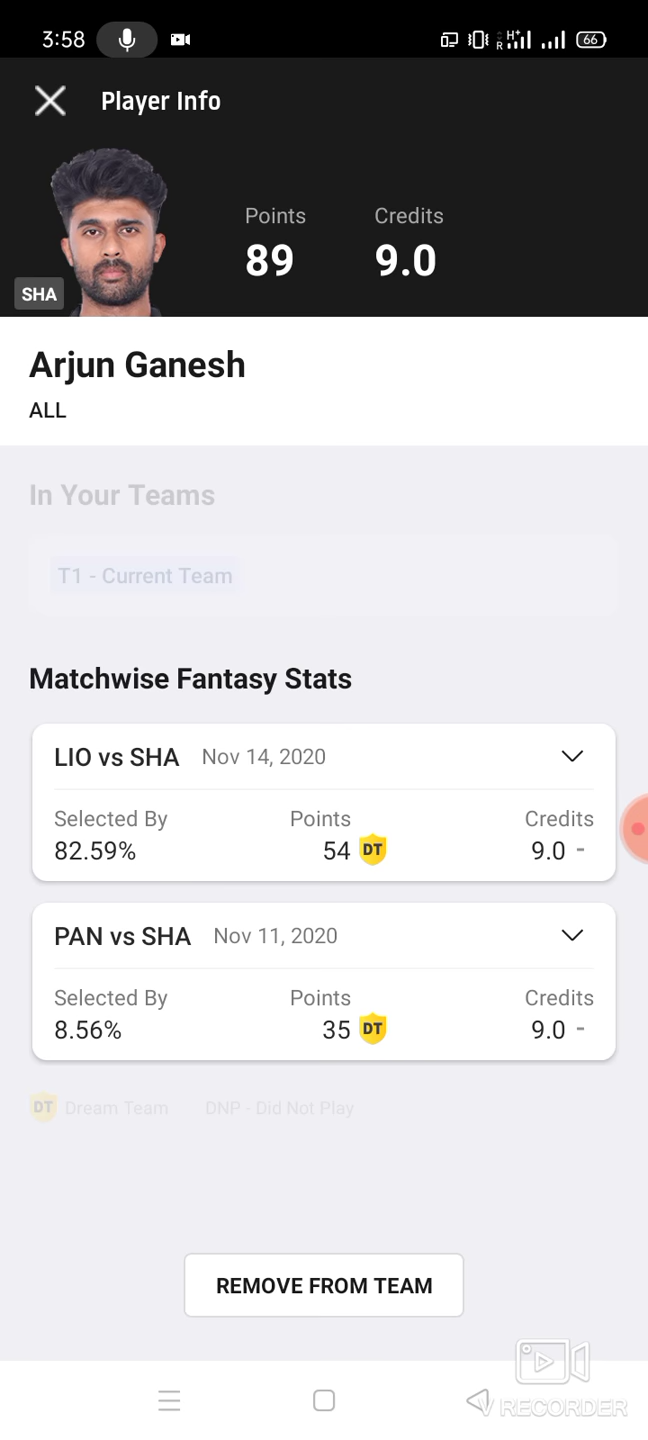 3:58
R H+ 66
Player Info
Points Credits
89 9.0
SHA
Arjun Ganesh
ALL
In Your Teams
T1 - Current Team
Matchwise Fantasy Stats
LIO vs SHA Nov 14, 2020
Selected By Points Credits
82.59% 54 DT 9.0 -
PAN vs SHA Nov 11, 2020
Selected By Points Credits
8.56% 35 DT 9.0 -
DT Dream Team DNP - Did Not Play
REMOVE FROM TEAM
V RECORDER